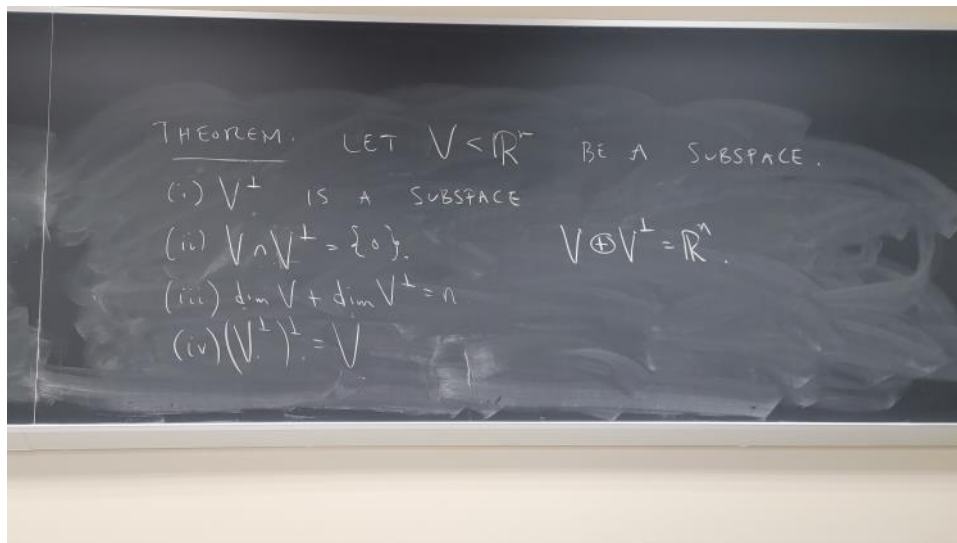 THEOREM. LET V < ℝⁿ BE A SUBSPACE.
(i) V⊥ IS A SUBSPACE
(ii) V ∩ V⊥ = {0}. V ⊕ V⊥ = ℝⁿ.
(iii) dim V + dim V⊥ = n
(iv) (V⊥)⊥ = V